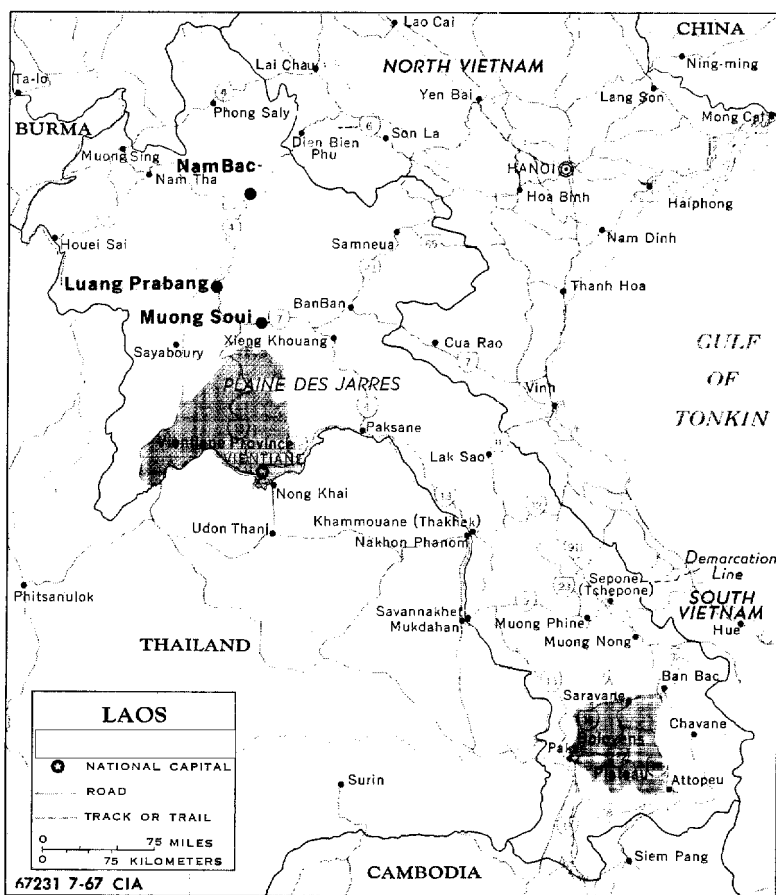 CHINA
Lao Cai
Ning-ming
Lai Chau
NORTH VIETNAM
Ta-lo
Yen Bai
Lang Son
Phong Saly
Mong Cai
BURMA
6
Dien Bien
Phu
Son La
Muong Sing
Nam Bac
HANOI
Nam Tha
Hoa Binh
Haiphong
4
Houei Sai
Samneua
Nam Dinh
Luang Prabang
Thanh Hoa
BanBan
Muong Soui
7
Xieng Khouang
Cua Rao
GULF
OF
TONKIN
Sayaboury
7
PLAINE DES JARRES
Vinh
Paksane
Vientiane Province
VIENTIANE
Lak Sao
Nong Khai
13
Khammouane (Thakhek)
Udon Thani
Nakhon Phanom
Demarcation
Line
Sepone
(Tchepone)
Phitsanulok
SOUTH
VIETNAM
Savannakhet
Mukdahan
Muong Phine
Hue
Muong Nong
THAILAND
Ban Bac
Saravane
Chavane
Plateau
Attopeu
Surin
Siem Pang
CAMBODIA
LAOS
NATIONAL CAPITAL
ROAD
TRACK OR TRAIL
0 75 MILES
0 75 KILOMETERS
67231 7-67 CIA